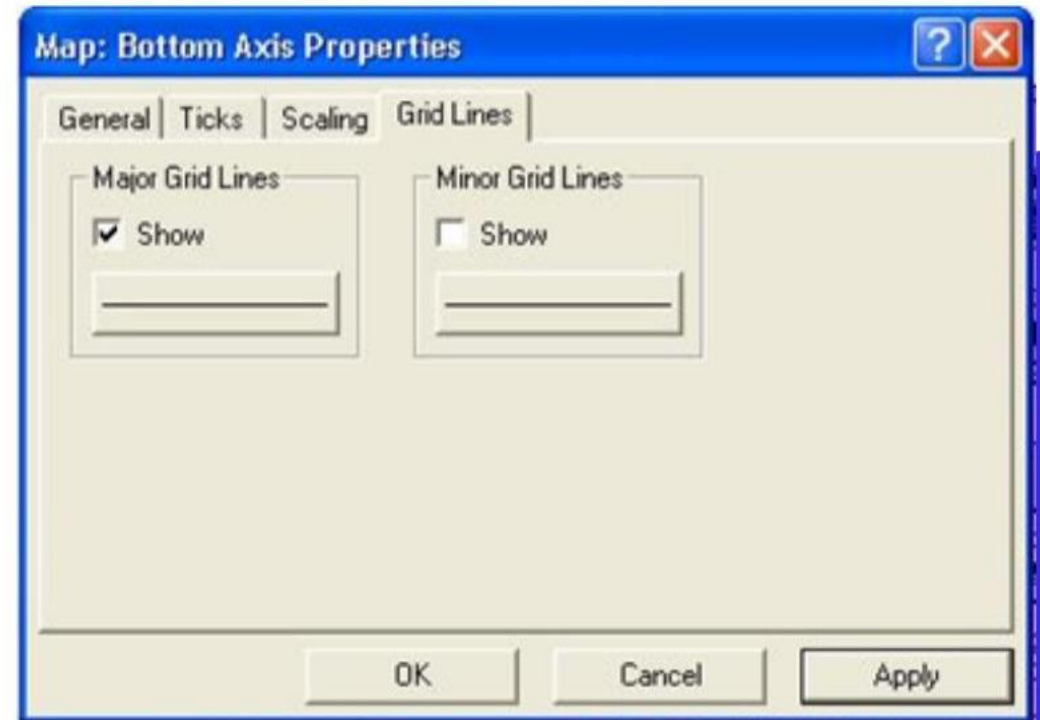 Map: Bottom Axis Properties
General Ticks Scaling Grid Lines
Major Grid Lines Minor Grid Lines
Show Show
OK Cancel Apply